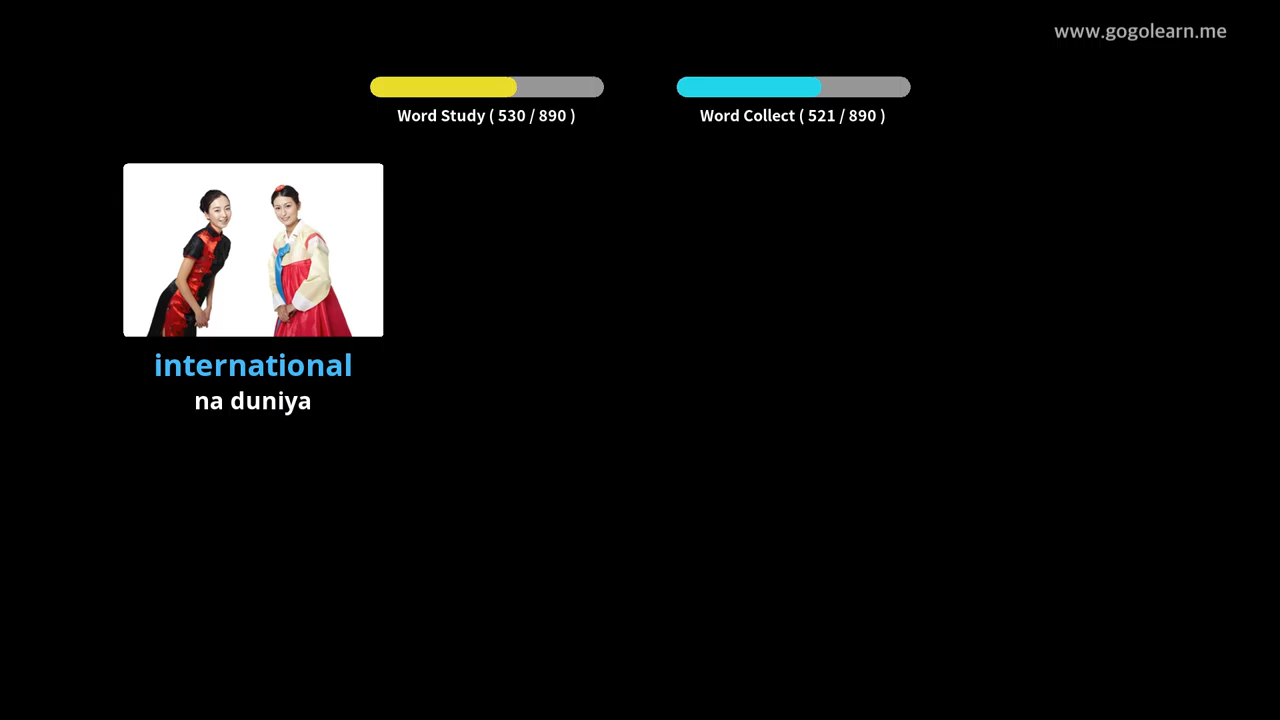 www.gogolearn.me
Word Study ( 530 / 890 )
Word Collect ( 521 / 890 )
international
na duniya